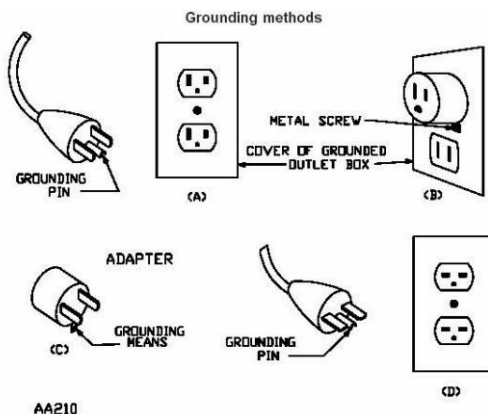 Grounding methods
METAL SCREW
COVER OF GROUNDED
OUTLET BOX
GROUNDING
PIN
(A)
(B)
ADAPTER
GROUNDING
MEANS
(C)
GROUNDING
PIN
(D)
AA210